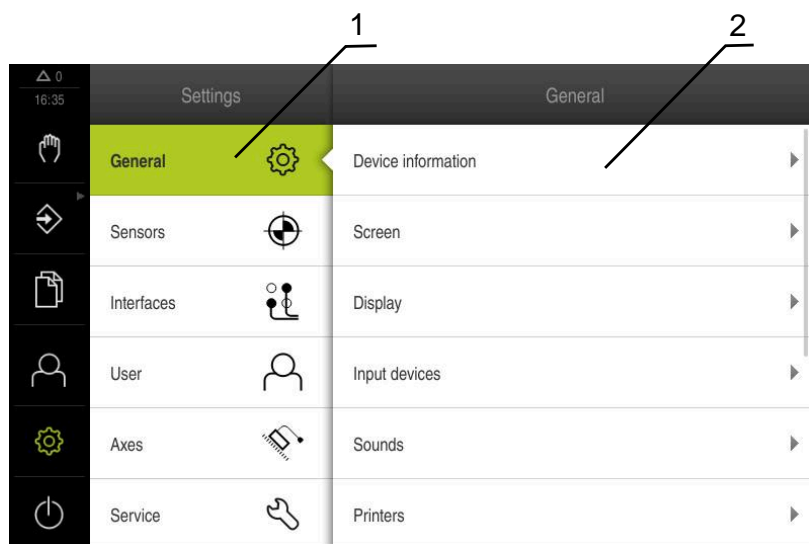 1 2
△ 0
16:35
Settings General
General Device information
Sensors Screen
Interfaces Display
User Input devices
Axes Sounds
Service Printers